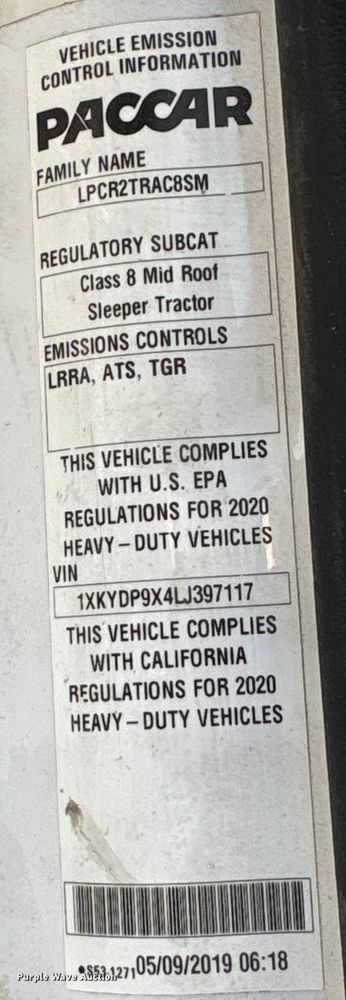 VEHICLE EMISSION
CONTROL INFORMATION
PACCAR
FAMILY NAME
LPCR2TRAC8SM
REGULATORY SUBCAT
Class 8 Mid Roof
Sleeper Tractor
EMISSIONS CONTROLS
LRRA, ATS, TGR
THIS VEHICLE COMPLIES
WITH U.S. EPA
REGULATIONS FOR 2020
HEAVY-DUTY VEHICLES
VIN
1XKYDP9X4LJ397117
THIS VEHICLE COMPLIES
WITH CALIFORNIA
REGULATIONS FOR 2020
HEAVY-DUTY VEHICLES
S53-1271 05/09/2019 06:18
Purple Wave Auction